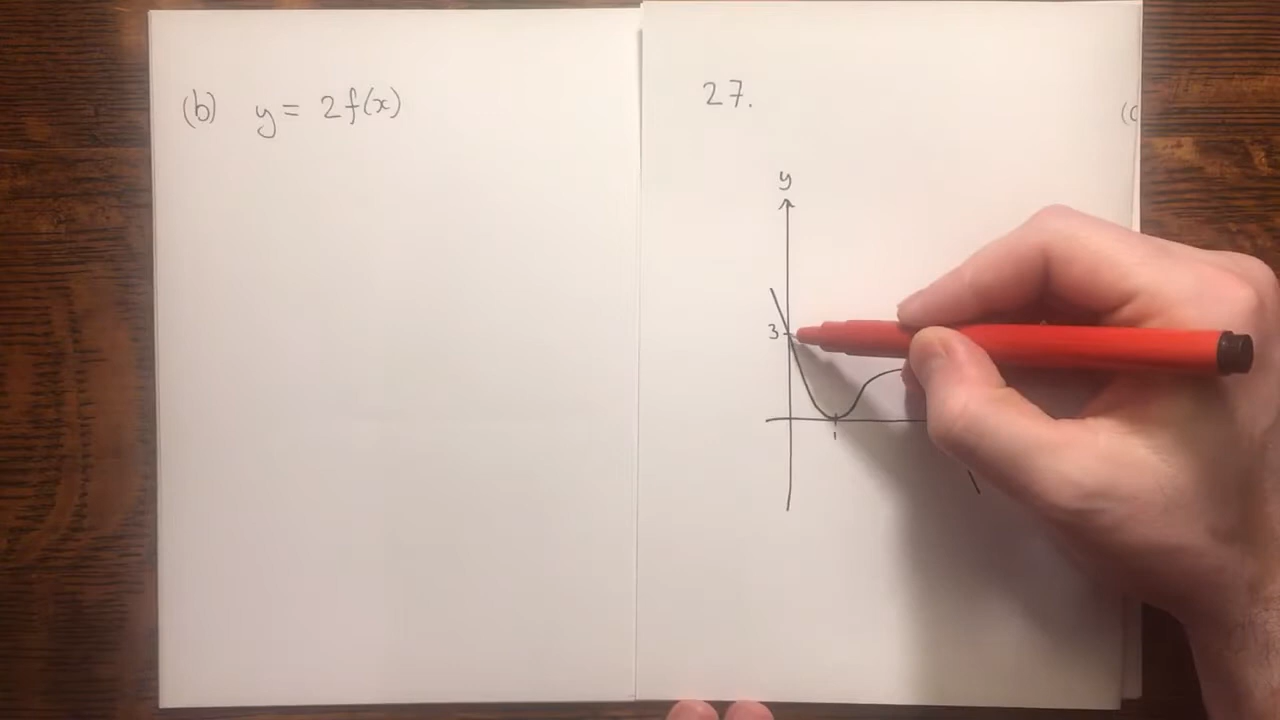 (b) y = 2f(x)
27.
(c
y
3
1